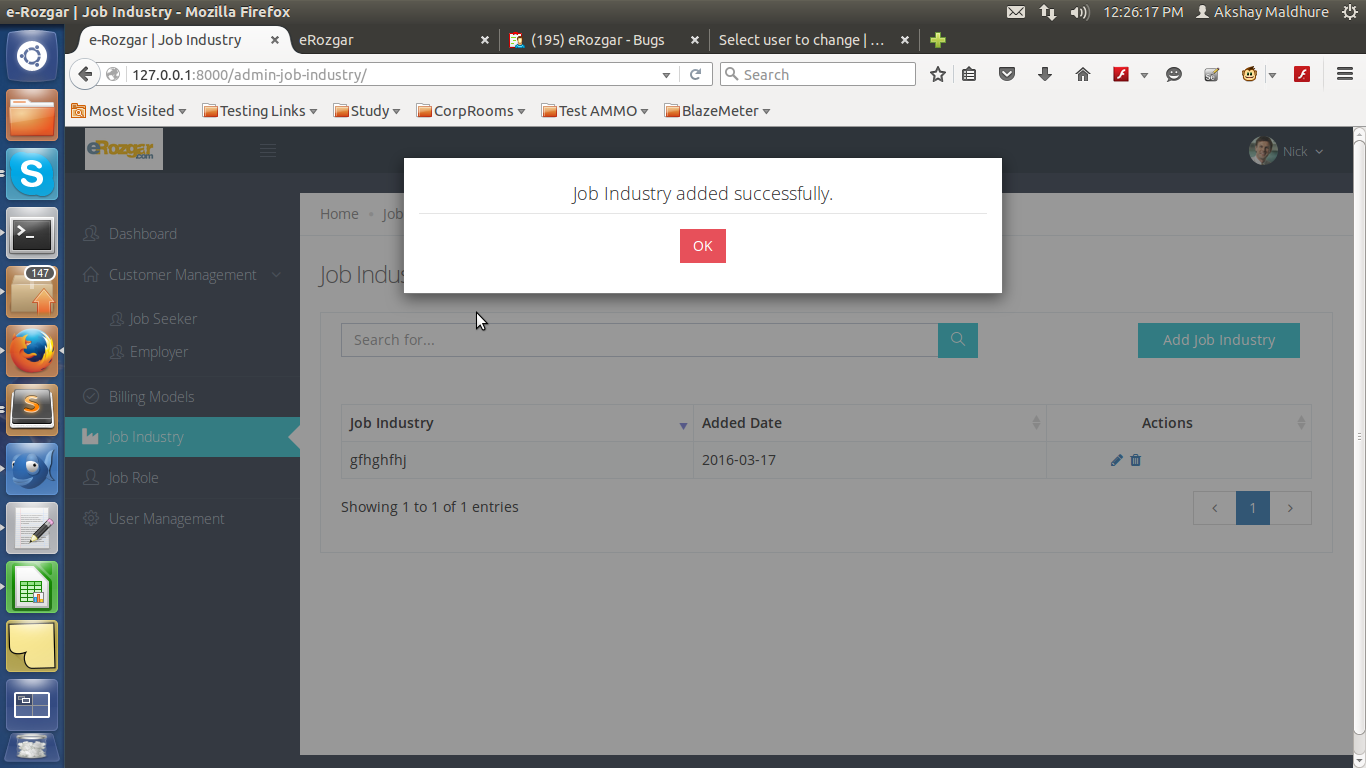 e-Rozgar | Job Industry - Mozilla Firefox
12:26:17 PM
Akshay Maldhure
e-Rozgar | Job Industry
eRozgar
(195) eRozgar - Bugs
Select user to change | ...
127.0.0.1:8000/admin-job-industry/
Search
Most Visited
Testing Links
Study
CorpRooms
Test AMMO
BlazeMeter
eRozgar.com
Nick
Job Industry added successfully.
OK
Home
Job
Job Indus
Dashboard
Customer Management
Job Seeker
Employer
Billing Models
Job Industry
Job Role
User Management
147
Search for...
Add Job Industry
Job Industry
Added Date
Actions
gfhghfhj
2016-03-17
Showing 1 to 1 of 1 entries
1